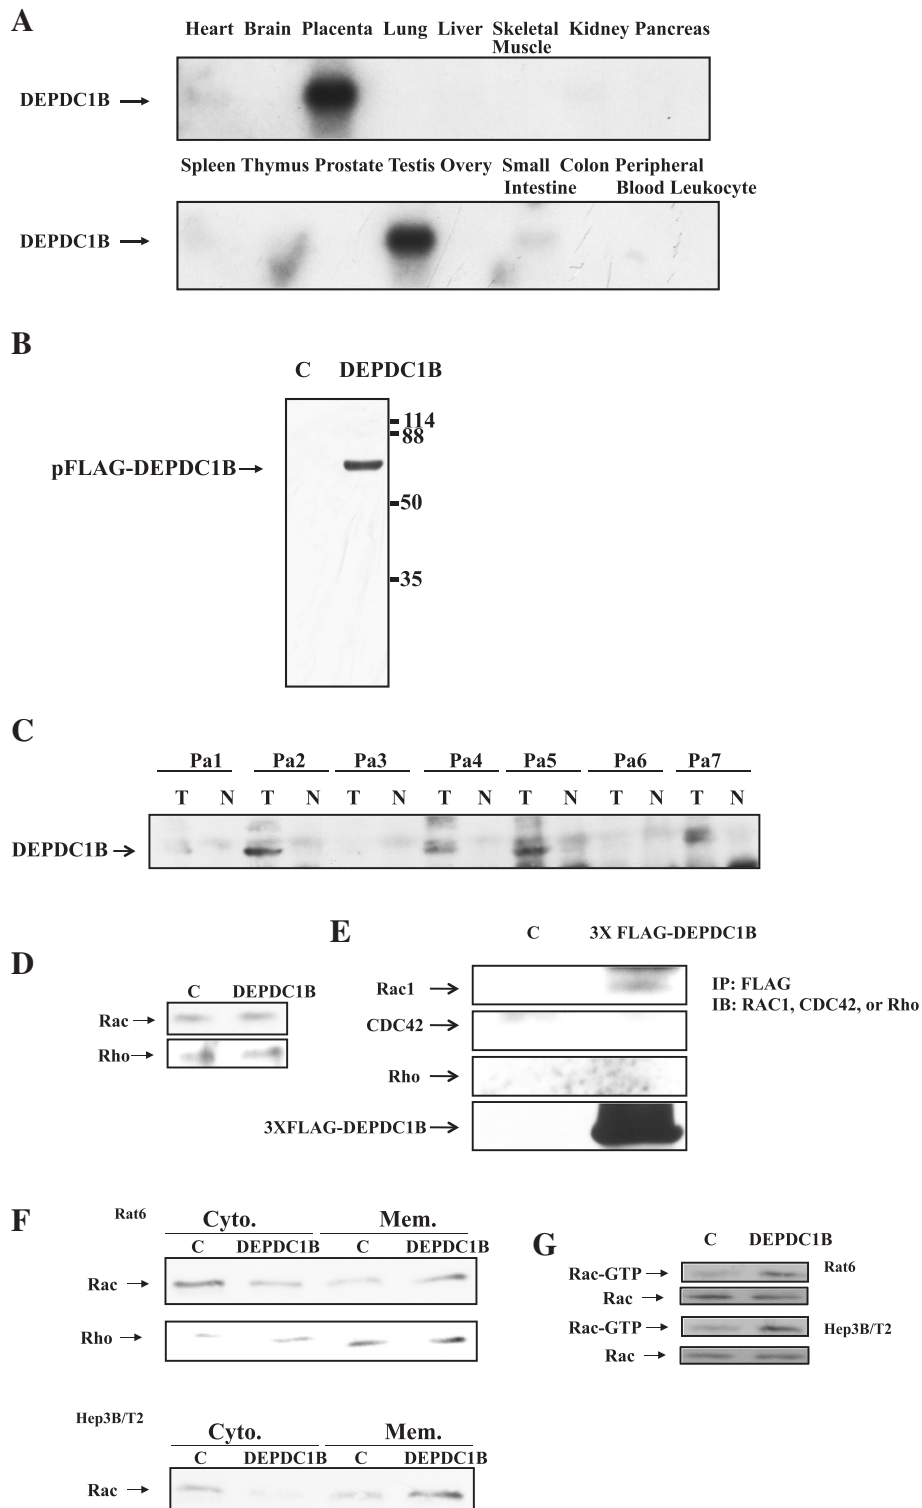 A
Heart Brain Placenta Lung Liver Skeletal Muscle Kidney Pancreas
DEPDC1B
Spleen Thymus Prostate Testis Overy Small Intestine Colon Peripheral Blood Leukocyte
DEPDC1B
B
C DEPDC1B
114
88
pFLAG-DEPDC1B
50
35
C
Pa1 Pa2 Pa3 Pa4 Pa5 Pa6 Pa7
T N T N T N T N T N T N T N
DEPDC1B
D
C DEPDC1B
Rac
Rho
E
C 3X FLAG-DEPDC1B
Rac1
IP: FLAG
IB: RAC1, CDC42, or Rho
CDC42
Rho
3XFLAG-DEPDC1B
F
Rat6
Cyto. Mem.
C DEPDC1B C DEPDC1B
Rac
Rho
Hep3B/T2
Cyto. Mem.
C DEPDC1B C DEPDC1B
Rac
G
C DEPDC1B
Rac-GTP
Rat6
Rac
Rac-GTP
Hep3B/T2
Rac